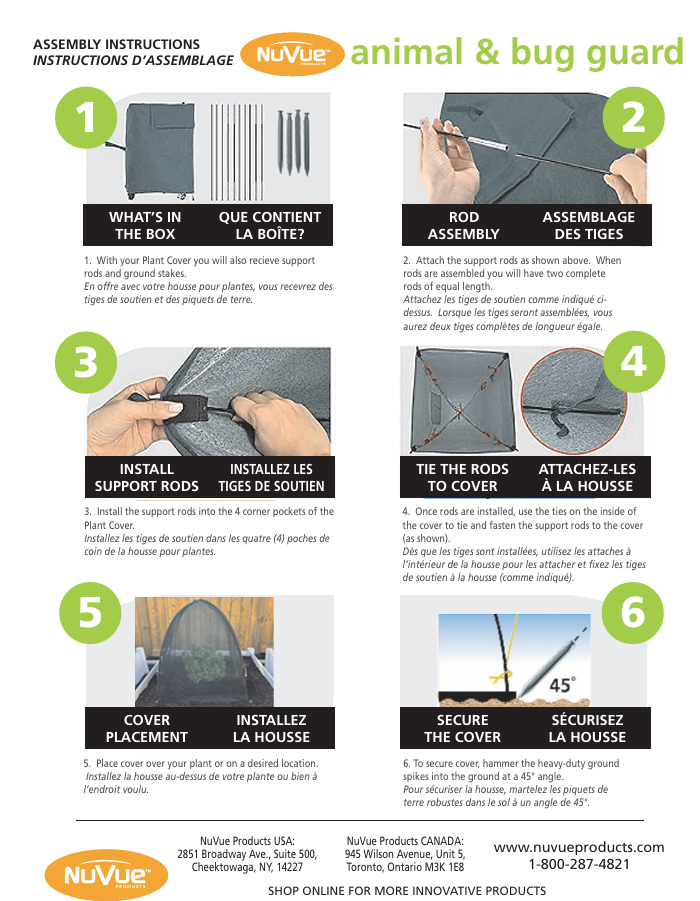 ASSEMBLY INSTRUCTIONS
INSTRUCTIONS D’ASSEMBLAGE
NuVue™
PRODUCTS
animal & bug guard
1
WHAT’S IN
THE BOX
QUE CONTIENT
LA BOÎTE?
1. With your Plant Cover you will also recieve support
rods and ground stakes.
En offre avec votre housse pour plantes, vous recevrez des
tiges de soutien et des piquets de terre.
2
ROD
ASSEMBLY
ASSEMBLAGE
DES TIGES
2. Attach the support rods as shown above. When
rods are assembled you will have two complete
rods of equal length.
Attachez les tiges de soutien comme indiqué ci-
dessus. Lorsque les tiges seront assemblées, vous
aurez deux tiges complètes de longueur égale.
3
INSTALL
SUPPORT RODS
INSTALLEZ LES
TIGES DE SOUTIEN
3. Install the support rods into the 4 corner pockets of the
Plant Cover.
Installez les tiges de soutien dans les quatre (4) poches de
coin de la housse pour plantes.
4
TIE THE RODS
TO COVER
ATTACHEZ-LES
À LA HOUSSE
4. Once rods are installed, use the ties on the inside of
the cover to tie and fasten the support rods to the cover
(as shown).
Dès que les tiges sont installées, utilisez les attaches à
l’intérieur de la housse pour les attacher et fixez les tiges
de soutien à la housse (comme indiqué).
5
COVER
PLACEMENT
INSTALLEZ
LA HOUSSE
5. Place cover over your plant or on a desired location.
Installez la housse au-dessus de votre plante ou bien à
l’endroit voulu.
6
45°
SECURE
THE COVER
SÉCURISEZ
LA HOUSSE
6. To secure cover, hammer the heavy-duty ground
spikes into the ground at a 45° angle.
Pour sécuriser la housse, martelez les piquets de
terre robustes dans le sol à un angle de 45°.
NuVue™
PRODUCTS
NuVue Products USA:
2851 Broadway Ave., Suite 500,
Cheektowaga, NY, 14227
NuVue Products CANADA:
945 Wilson Avenue, Unit 5,
Toronto, Ontario M3K 1E8
www.nuvueproducts.com
1-800-287-4821
SHOP ONLINE FOR MORE INNOVATIVE PRODUCTS